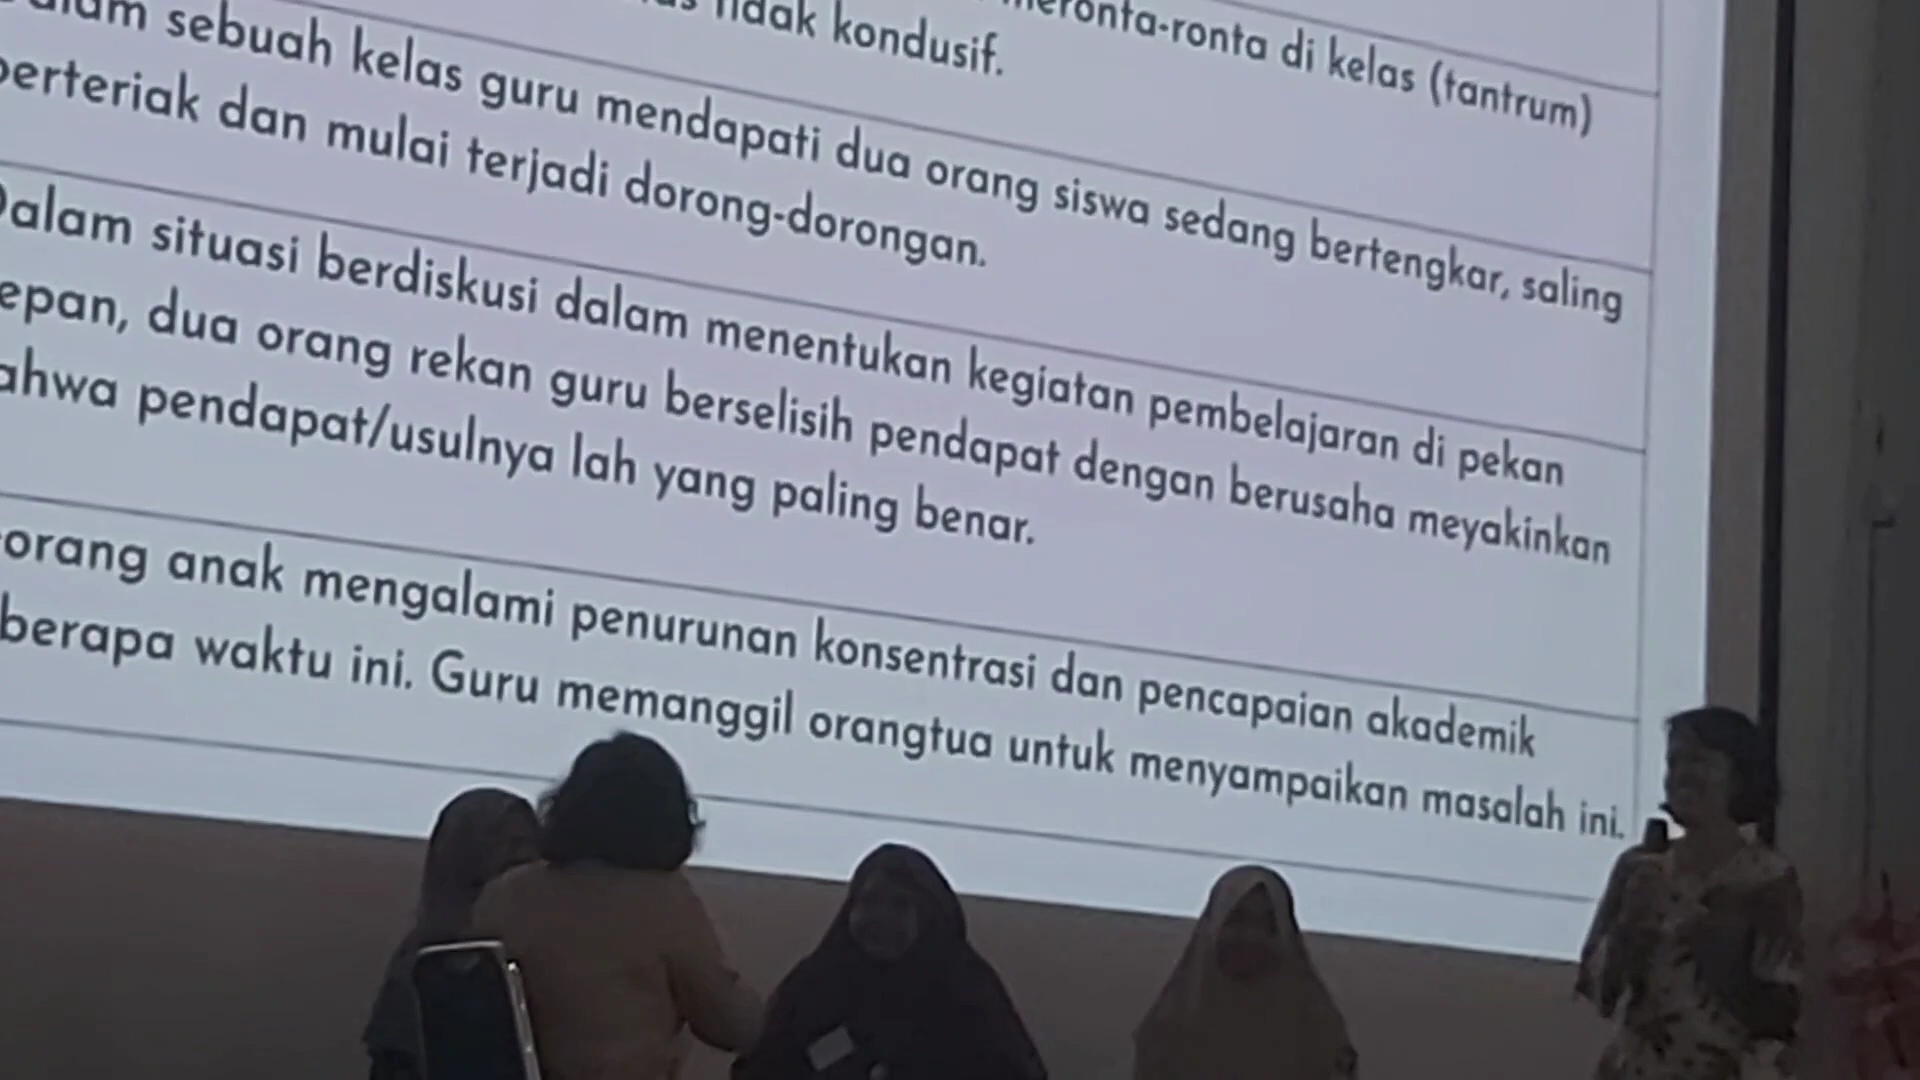 meronta-ronta di kelas (tantrum)
tidak kondusif.
sebuah kelas guru mendapati dua orang siswa sedang bertengkar, saling
berteriak dan mulai terjadi dorong-dorongan.
Dalam situasi berdiskusi dalam menentukan kegiatan pembelajaran di pekan
epan, dua orang rekan guru berselisih pendapat dengan berusaha meyakinkan
ahwa pendapat/usulnya lah yang paling benar.
orang anak mengalami penurunan konsentrasi dan pencapaian akademik
berapa waktu ini. Guru memanggil orangtua untuk menyampaikan masalah ini.